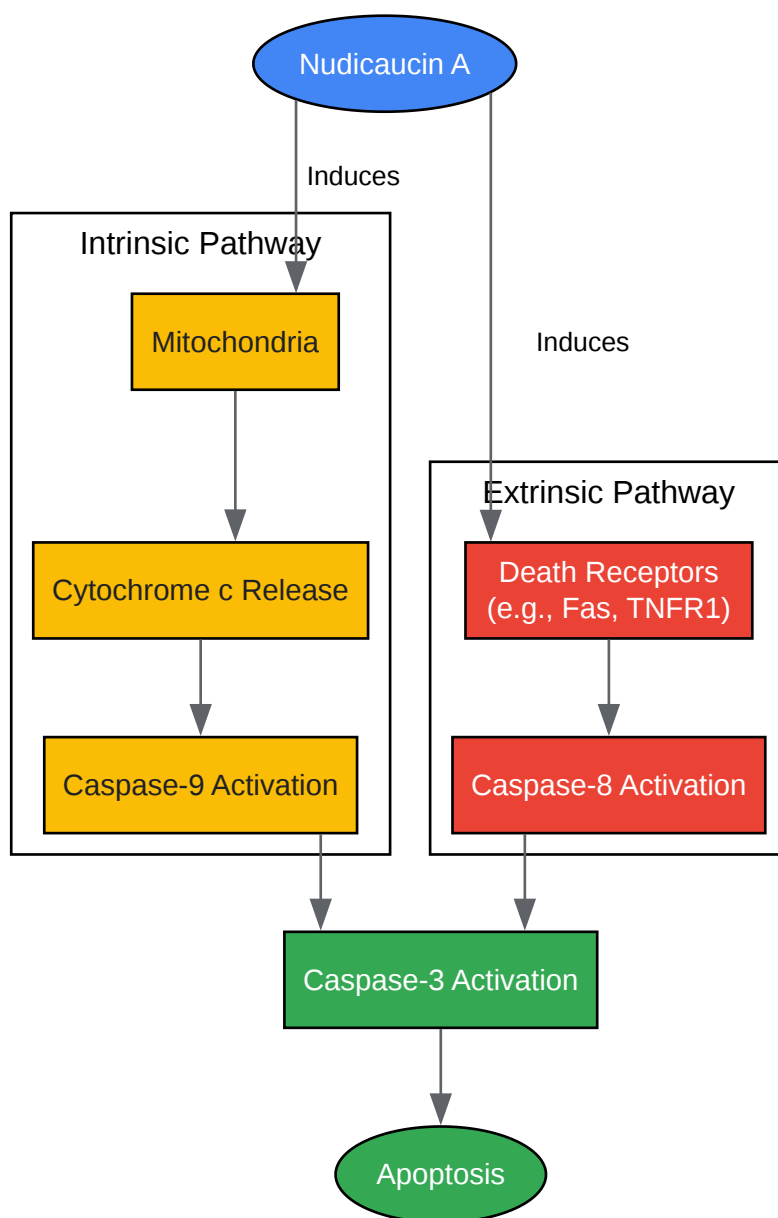 Nudicaucin A
Induces
Intrinsic Pathway
Mitochondria
Induces
Extrinsic Pathway
Cytochrome c Release
Death Receptors
(e.g., Fas, TNFR1)
Caspase-9 Activation
Caspase-8 Activation
Caspase-3 Activation
Apoptosis